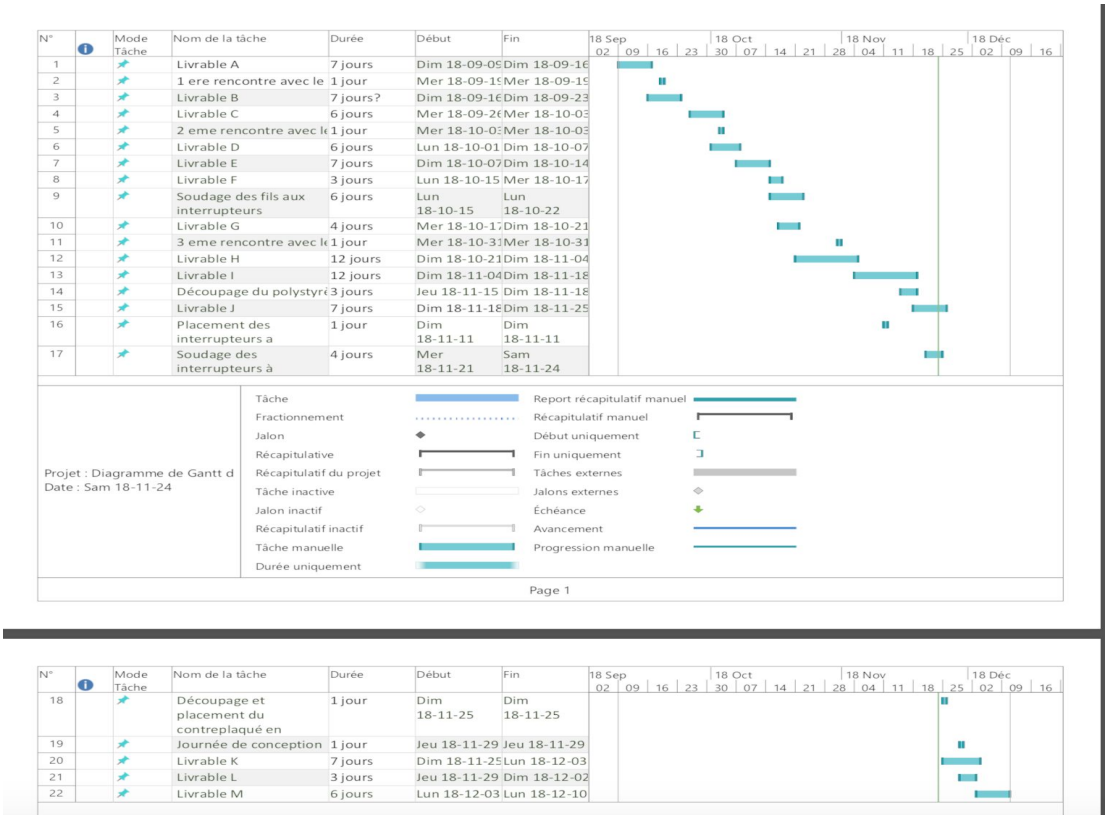 N° Mode Tâche Nom de la tâche Durée Début Fin 18 Sep 18 Oct 18 Nov 18 Déc
02 09 16 23 30 07 14 21 28 04 11 18 25 02 09 16
1 Livrable A 7 jours Dim 18-09-09 Dim 18-09-16
2 1 ere rencontre avec le 1 jour Mer 18-09-19 Mer 18-09-19
3 Livrable B 7 jours? Dim 18-09-16 Dim 18-09-23
4 Livrable C 6 jours Mer 18-09-26 Mer 18-10-03
5 2 eme rencontre avec le 1 jour Mer 18-10-03 Mer 18-10-03
6 Livrable D 6 jours Lun 18-10-01 Dim 18-10-07
7 Livrable E 7 jours Dim 18-10-07 Dim 18-10-14
8 Livrable F 3 jours Lun 18-10-15 Mer 18-10-17
9 Soudage des fils aux interrupteurs 6 jours Lun 18-10-15 Lun 18-10-22
10 Livrable G 4 jours Mer 18-10-17 Dim 18-10-21
11 3 eme rencontre avec le 1 jour Mer 18-10-31 Mer 18-10-31
12 Livrable H 12 jours Dim 18-10-21 Dim 18-11-04
13 Livrable I 12 jours Dim 18-11-04 Dim 18-11-18
14 Découpage du polystyrè 3 jours Jeu 18-11-15 Dim 18-11-18
15 Livrable J 7 jours Dim 18-11-18 Dim 18-11-25
16 Placement des interrupteurs a 1 jour Dim 18-11-11 Dim 18-11-11
17 Soudage des interrupteurs à 4 jours Mer 18-11-21 Sam 18-11-24
Projet : Diagramme de Gantt d
Date : Sam 18-11-24
Tâche
Fractionnement
Jalon
Récapitulative
Récapitulatif du projet
Tâche inactive
Jalon inactif
Récapitulatif inactif
Tâche manuelle
Durée uniquement
Report récapitulatif manuel
Récapitulatif manuel
Début uniquement
Fin uniquement
Tâches externes
Jalons externes
Échéance
Avancement
Progression manuelle
Page 1
N° Mode Tâche Nom de la tâche Durée Début Fin 18 Sep 18 Oct 18 Nov 18 Déc
02 09 16 23 30 07 14 21 28 04 11 18 25 02 09 16
18 Découpage et placement du contreplaqué en 1 jour Dim 18-11-25 Dim 18-11-25
19 Journée de conception 1 jour Jeu 18-11-29 Jeu 18-11-29
20 Livrable K 7 jours Dim 18-11-25 Lun 18-12-03
21 Livrable L 3 jours Jeu 18-11-29 Dim 18-12-02
22 Livrable M 6 jours Lun 18-12-03 Lun 18-12-10